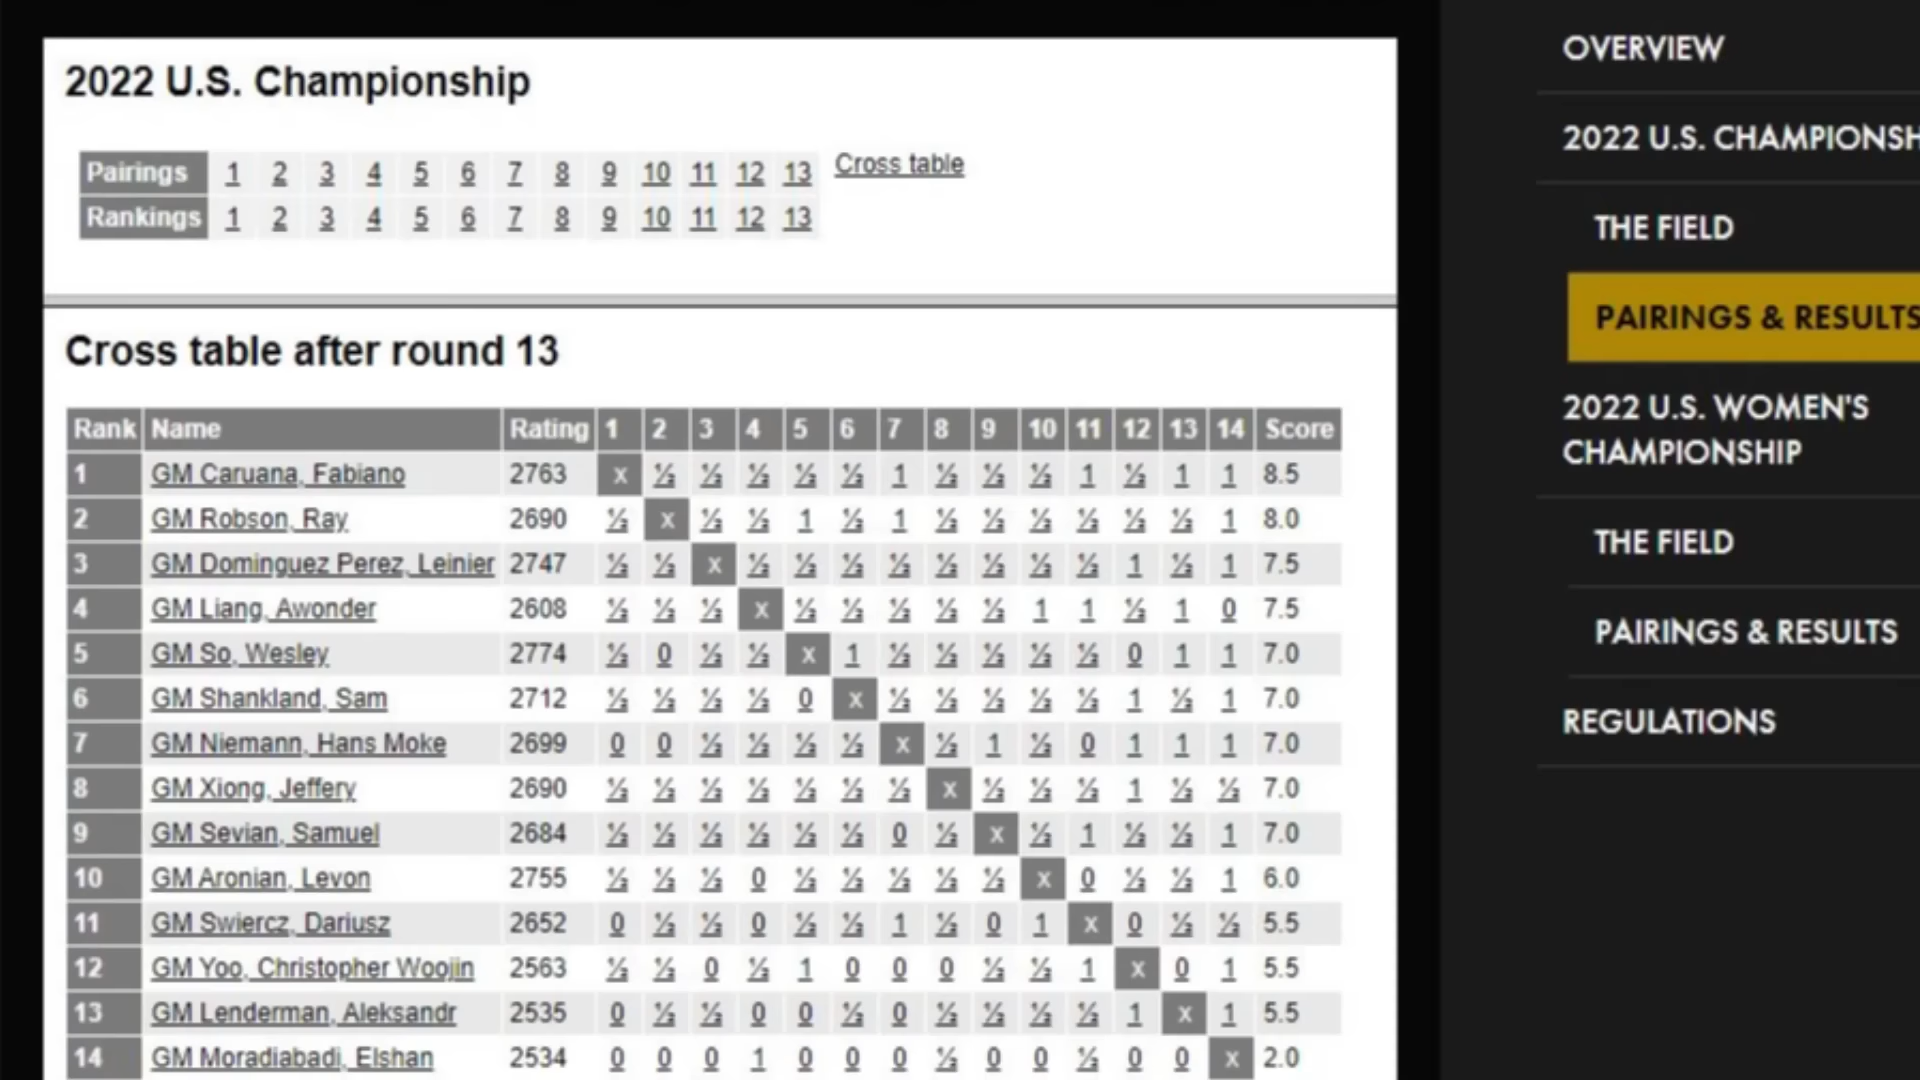 2022 U.S. Championship
Pairings 1 2 3 4 5 6 7 8 9 10 11 12 13 Cross table
Rankings 1 2 3 4 5 6 7 8 9 10 11 12 13
Cross table after round 13
Rank Name Rating 1 2 3 4 5 6 7 8 9 10 11 12 13 14 Score
1 GM Caruana, Fabiano 2763 x ½ ½ ½ ½ ½ 1 ½ ½ ½ 1 ½ 1 1 8.5
2 GM Robson, Ray 2690 ½ x ½ ½ 1 ½ 1 ½ ½ ½ ½ ½ ½ 1 8.0
3 GM Dominguez Perez, Leinier 2747 ½ ½ x ½ ½ ½ ½ ½ ½ ½ ½ 1 ½ 1 7.5
4 GM Liang, Awonder 2608 ½ ½ ½ x ½ ½ ½ ½ ½ 1 1 ½ 1 0 7.5
5 GM So, Wesley 2774 ½ 0 ½ ½ x 1 ½ ½ ½ ½ ½ 0 1 1 7.0
6 GM Shankland, Sam 2712 ½ ½ ½ ½ 0 x ½ ½ ½ ½ ½ 1 ½ 1 7.0
7 GM Niemann, Hans Moke 2699 0 0 ½ ½ ½ ½ x ½ 1 ½ 0 1 1 1 7.0
8 GM Xiong, Jeffery 2690 ½ ½ ½ ½ ½ ½ ½ x ½ ½ ½ 1 ½ ½ 7.0
9 GM Sevian, Samuel 2684 ½ ½ ½ ½ ½ ½ 0 ½ x ½ 1 ½ ½ 1 7.0
10 GM Aronian, Levon 2755 ½ ½ ½ 0 ½ ½ ½ ½ ½ x 0 ½ ½ 1 6.0
11 GM Swiercz, Dariusz 2652 0 ½ ½ 0 ½ ½ 1 ½ 0 1 x 0 ½ ½ 5.5
12 GM Yoo, Christopher Woojin 2563 ½ ½ 0 ½ 1 0 0 0 ½ ½ 1 x 0 1 5.5
13 GM Lenderman, Aleksandr 2535 0 ½ ½ 0 0 ½ 0 ½ ½ ½ ½ 1 x 1 5.5
14 GM Moradiabadi, Elshan 2534 0 0 0 1 0 0 0 ½ 0 0 ½ 0 0 x 2.0
OVERVIEW
2022 U.S. CHAMPIONSH
THE FIELD
PAIRINGS & RESULTS
2022 U.S. WOMEN'S
CHAMPIONSHIP
THE FIELD
PAIRINGS & RESULTS
REGULATIONS